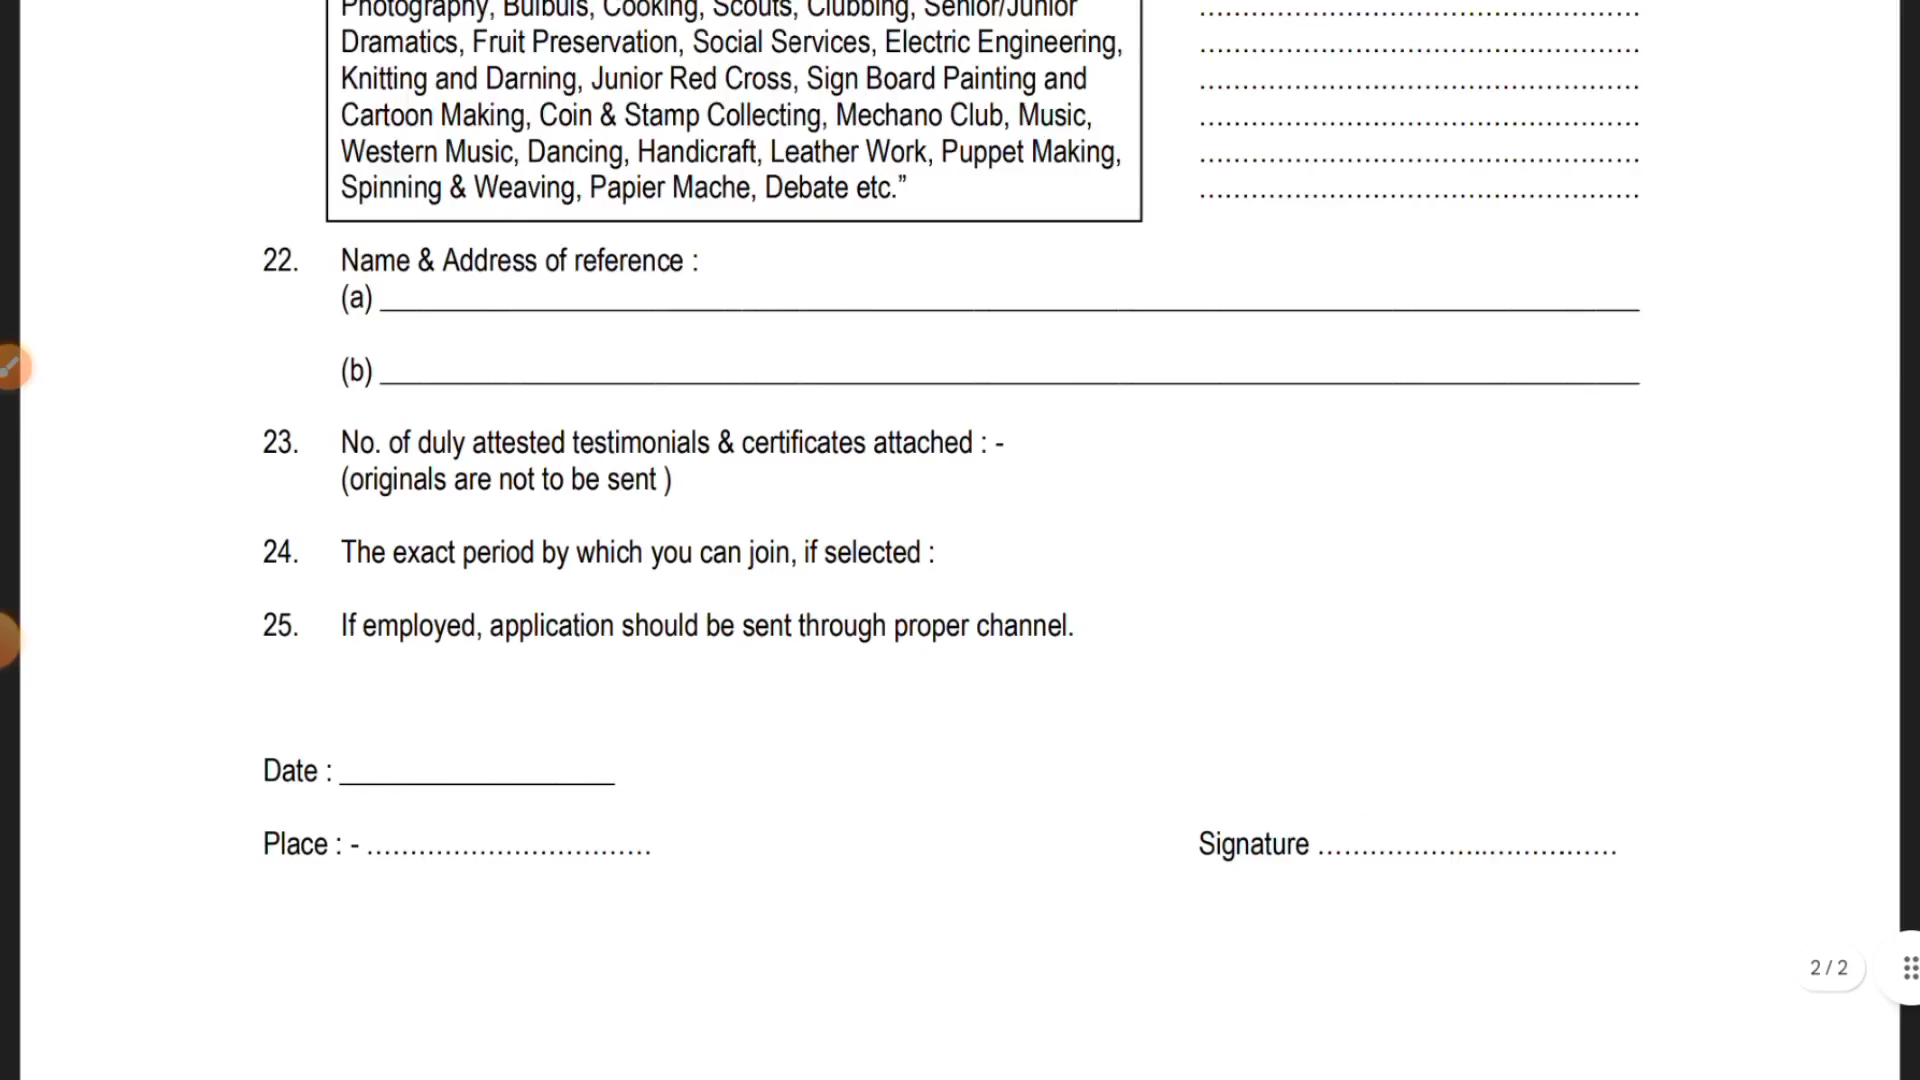 Photography, Bulbuls, Cooking, Scouts, Clubbing, Senior/Junior ..................................................
Dramatics, Fruit Preservation, Social Services, Electric Engineering, ..................................................
Knitting and Darning, Junior Red Cross, Sign Board Painting and ..................................................
Cartoon Making, Coin & Stamp Collecting, Mechano Club, Music, ..................................................
Western Music, Dancing, Handicraft, Leather Work, Puppet Making, ..................................................
Spinning & Weaving, Papier Mache, Debate etc.” ..................................................
22. Name & Address of reference :
(a) ____________________
(b) ____________________
23. No. of duly attested testimonials & certificates attached : -
(originals are not to be sent )
24. The exact period by which you can join, if selected :
25. If employed, application should be sent through proper channel.
Date : ____________________
Place : - ................................. Signature ..................................
2 / 2